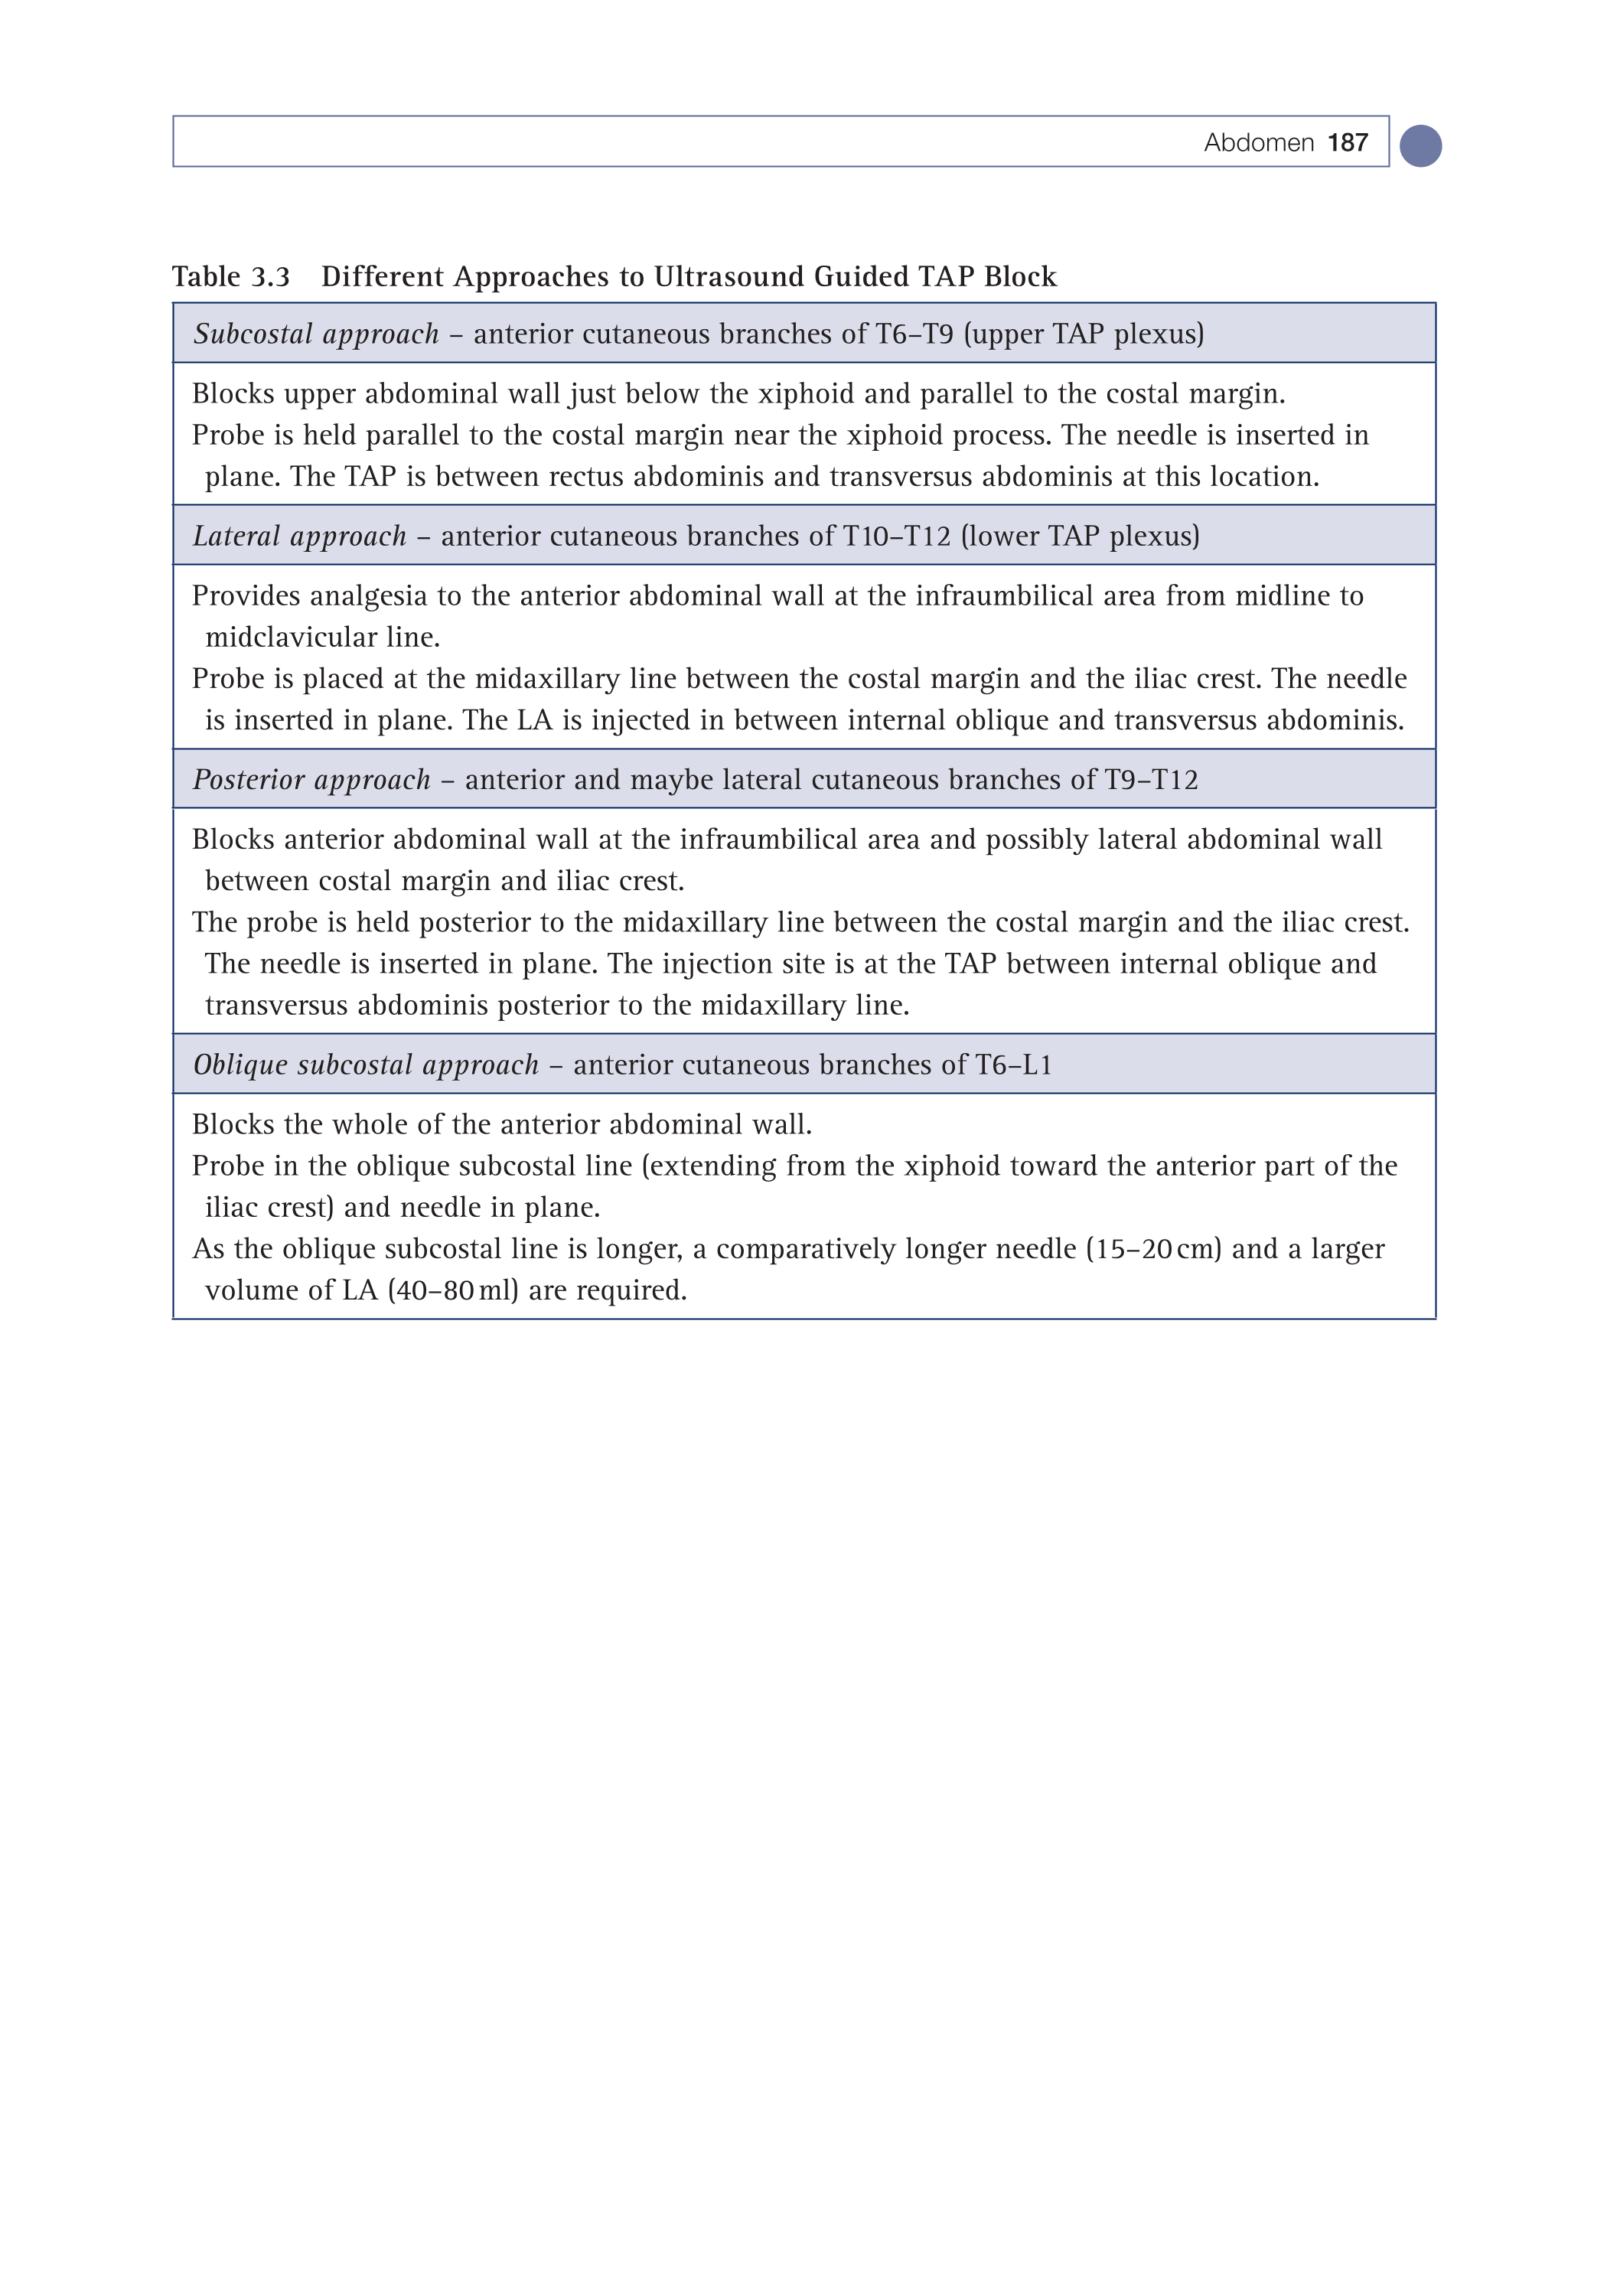 Abdomen 187
Table 3.3 Different Approaches to Ultrasound Guided TAP Block
Subcostal approach – anterior cutaneous branches of T6–T9 (upper TAP plexus)
Blocks upper abdominal wall just below the xiphoid and parallel to the costal margin.
Probe is held parallel to the costal margin near the xiphoid process. The needle is inserted in
plane. The TAP is between rectus abdominis and transversus abdominis at this location.
Lateral approach – anterior cutaneous branches of T10–T12 (lower TAP plexus)
Provides analgesia to the anterior abdominal wall at the infraumbilical area from midline to
midclavicular line.
Probe is placed at the midaxillary line between the costal margin and the iliac crest. The needle
is inserted in plane. The LA is injected in between internal oblique and transversus abdominis.
Posterior approach – anterior and maybe lateral cutaneous branches of T9–T12
Blocks anterior abdominal wall at the infraumbilical area and possibly lateral abdominal wall
between costal margin and iliac crest.
The probe is held posterior to the midaxillary line between the costal margin and the iliac crest.
The needle is inserted in plane. The injection site is at the TAP between internal oblique and
transversus abdominis posterior to the midaxillary line.
Oblique subcostal approach – anterior cutaneous branches of T6–L1
Blocks the whole of the anterior abdominal wall.
Probe in the oblique subcostal line (extending from the xiphoid toward the anterior part of the
iliac crest) and needle in plane.
As the oblique subcostal line is longer, a comparatively longer needle (15–20 cm) and a larger
volume of LA (40–80 ml) are required.